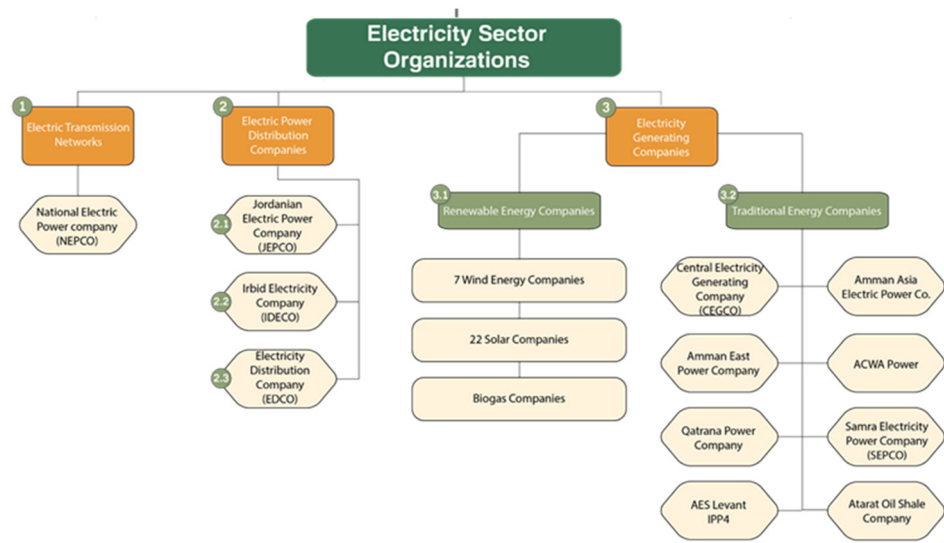 Electricity Sector
Organizations
1
Electric Transmission
Networks
National Electric
Power company
(NEPCO)
2
Electric Power
Distribution
Companies
2.1
Jordanian
Electric Power
Company
(JEPCO)
2.2
Irbid Electricity
Company
(IDECO)
2.3
Electricity
Distribution
Company
(EDCO)
3
Electricity
Generating
Companies
3.1
Renewable Energy Companies
7 Wind Energy Companies
22 Solar Companies
Biogas Companies
3.2
Traditional Energy Companies
Central Electricity
Generating
Company
(CEGCO)
Amman Asia
Electric Power Co.
Amman East
Power Company
ACWA Power
Qatrana Power
Company
Samra Electricity
Power Company
(SEPCO)
AES Levant
IPP4
Atarat Oil Shale
Company